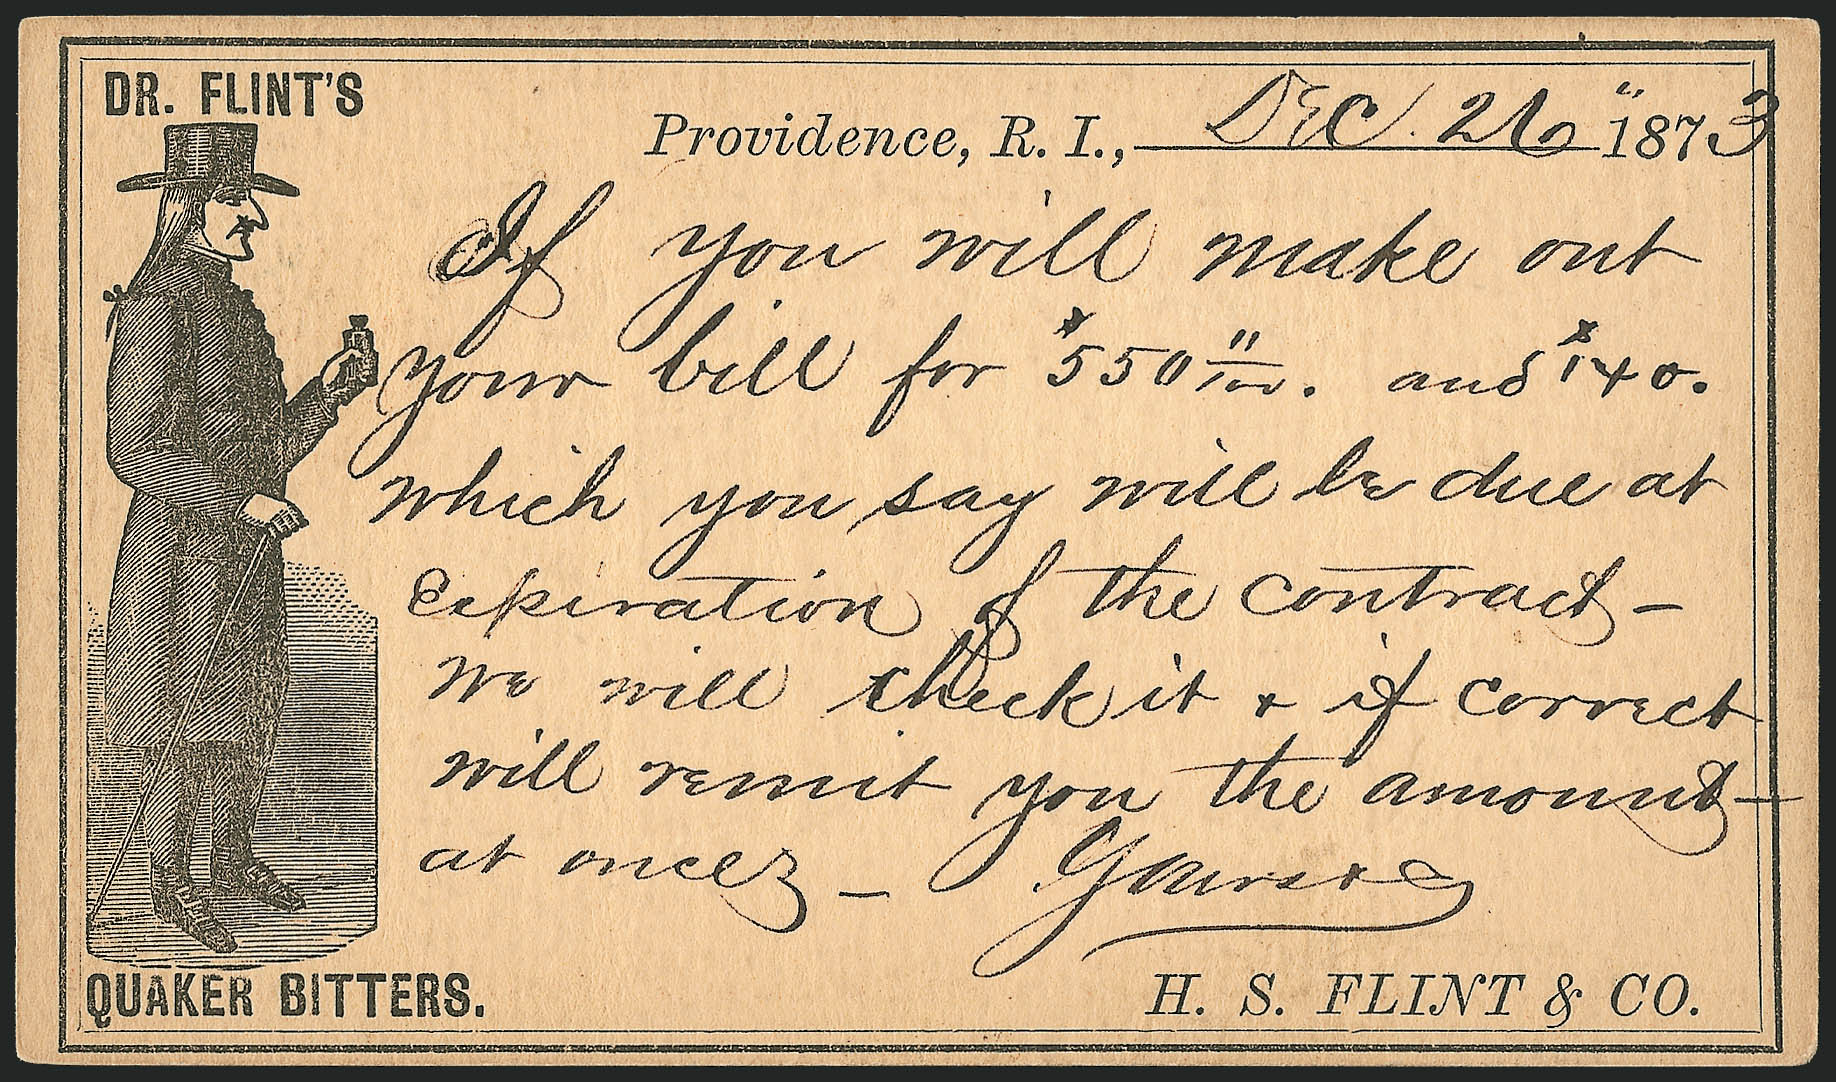 DR. FLINT'S
Providence, R. I., Dec. 26" 1873
If you will make out
your bill for $550 11/100. and $140.
which you say will be due at
expiration of the contract –
we will check it + if correct
will remit you the amount –
at once –
H. S. FLINT & CO.
QUAKER BITTERS.